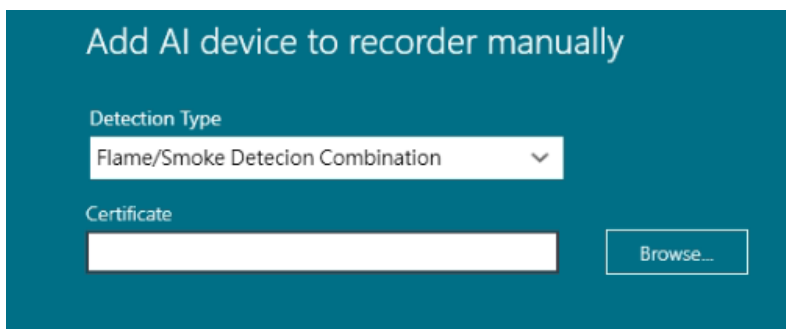 Add AI device to recorder manually
Detection Type
Flame/Smoke Detecion Combination
Certificate
Browse...